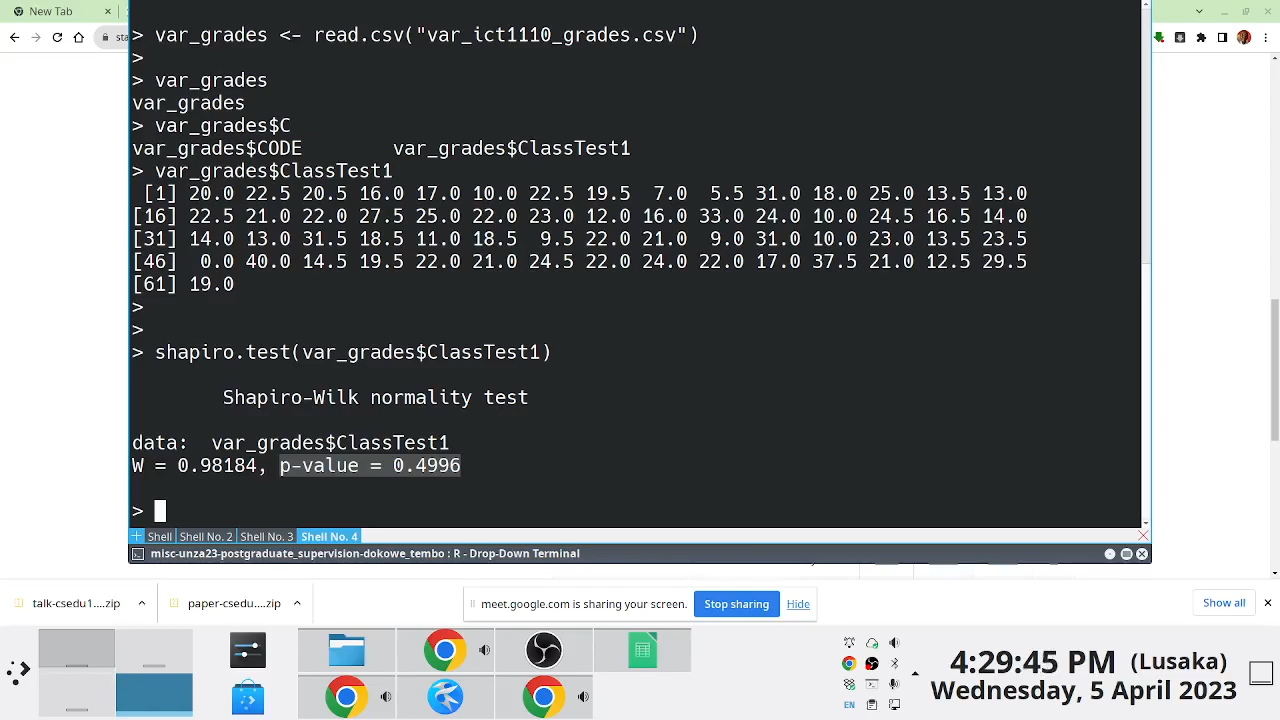 New Tab
sta
> var_grades <- read.csv("var_ict1110_grades.csv")
>
> var_grades
var_grades
> var_grades$C
var_grades$CODE        var_grades$ClassTest1
> var_grades$ClassTest1
[1] 20.0 22.5 20.5 16.0 17.0 10.0 22.5 19.5  7.0  5.5 31.0 18.0 25.0 13.5 13.0
[16] 22.5 21.0 22.0 27.5 25.0 22.0 23.0 12.0 16.0 33.0 24.0 10.0 24.5 16.5 14.0
[31] 14.0 13.0 31.5 18.5 11.0 18.5  9.5 22.0 21.0  9.0 31.0 10.0 23.0 13.5 23.5
[46]  0.0 40.0 14.5 19.5 22.0 21.0 24.5 22.0 24.0 22.0 17.0 37.5 21.0 12.5 29.5
[61] 19.0
>
>
> shapiro.test(var_grades$ClassTest1)
Shapiro-Wilk normality test
data:  var_grades$ClassTest1
W = 0.98184, p-value = 0.4996
>
Shell Shell No. 2 Shell No. 3 Shell No. 4
misc-unza23-postgraduate_supervision-dokowe_tembo : R - Drop-Down Terminal
talk-csedu1....zip
paper-csedu....zip
meet.google.com is sharing your screen.
Stop sharing
Hide
Show all
4:29:45 PM (Lusaka)
Wednesday, 5 April 2023
EN